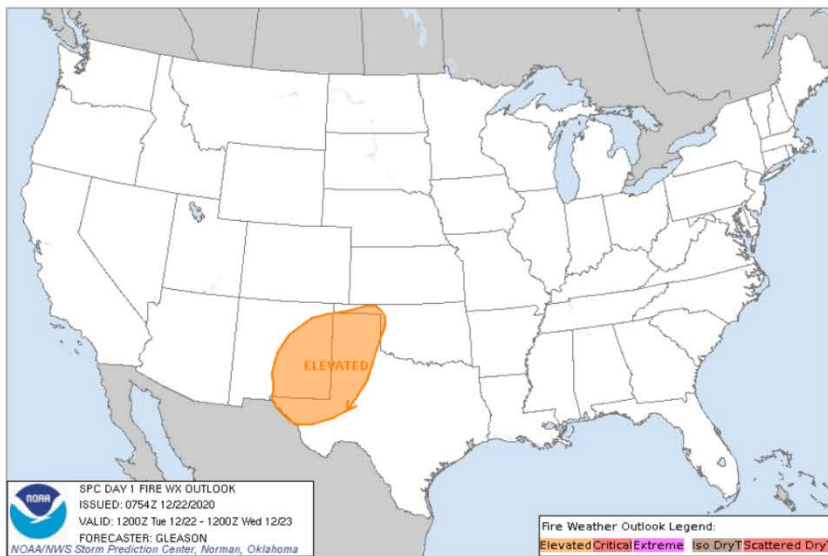 ELEVATED
NOAA
SPC DAY 1 FIRE WX OUTLOOK
ISSUED: 0754Z 12/22/2020
VALID: 1200Z Tue 12/22 - 1200Z Wed 12/23
FORECASTER: GLEASON
NOAA/NWS Storm Prediction Center, Norman, Oklahoma
Fire Weather Outlook Legend:
Elevated Critical Extreme Iso DryT Scattered DryT